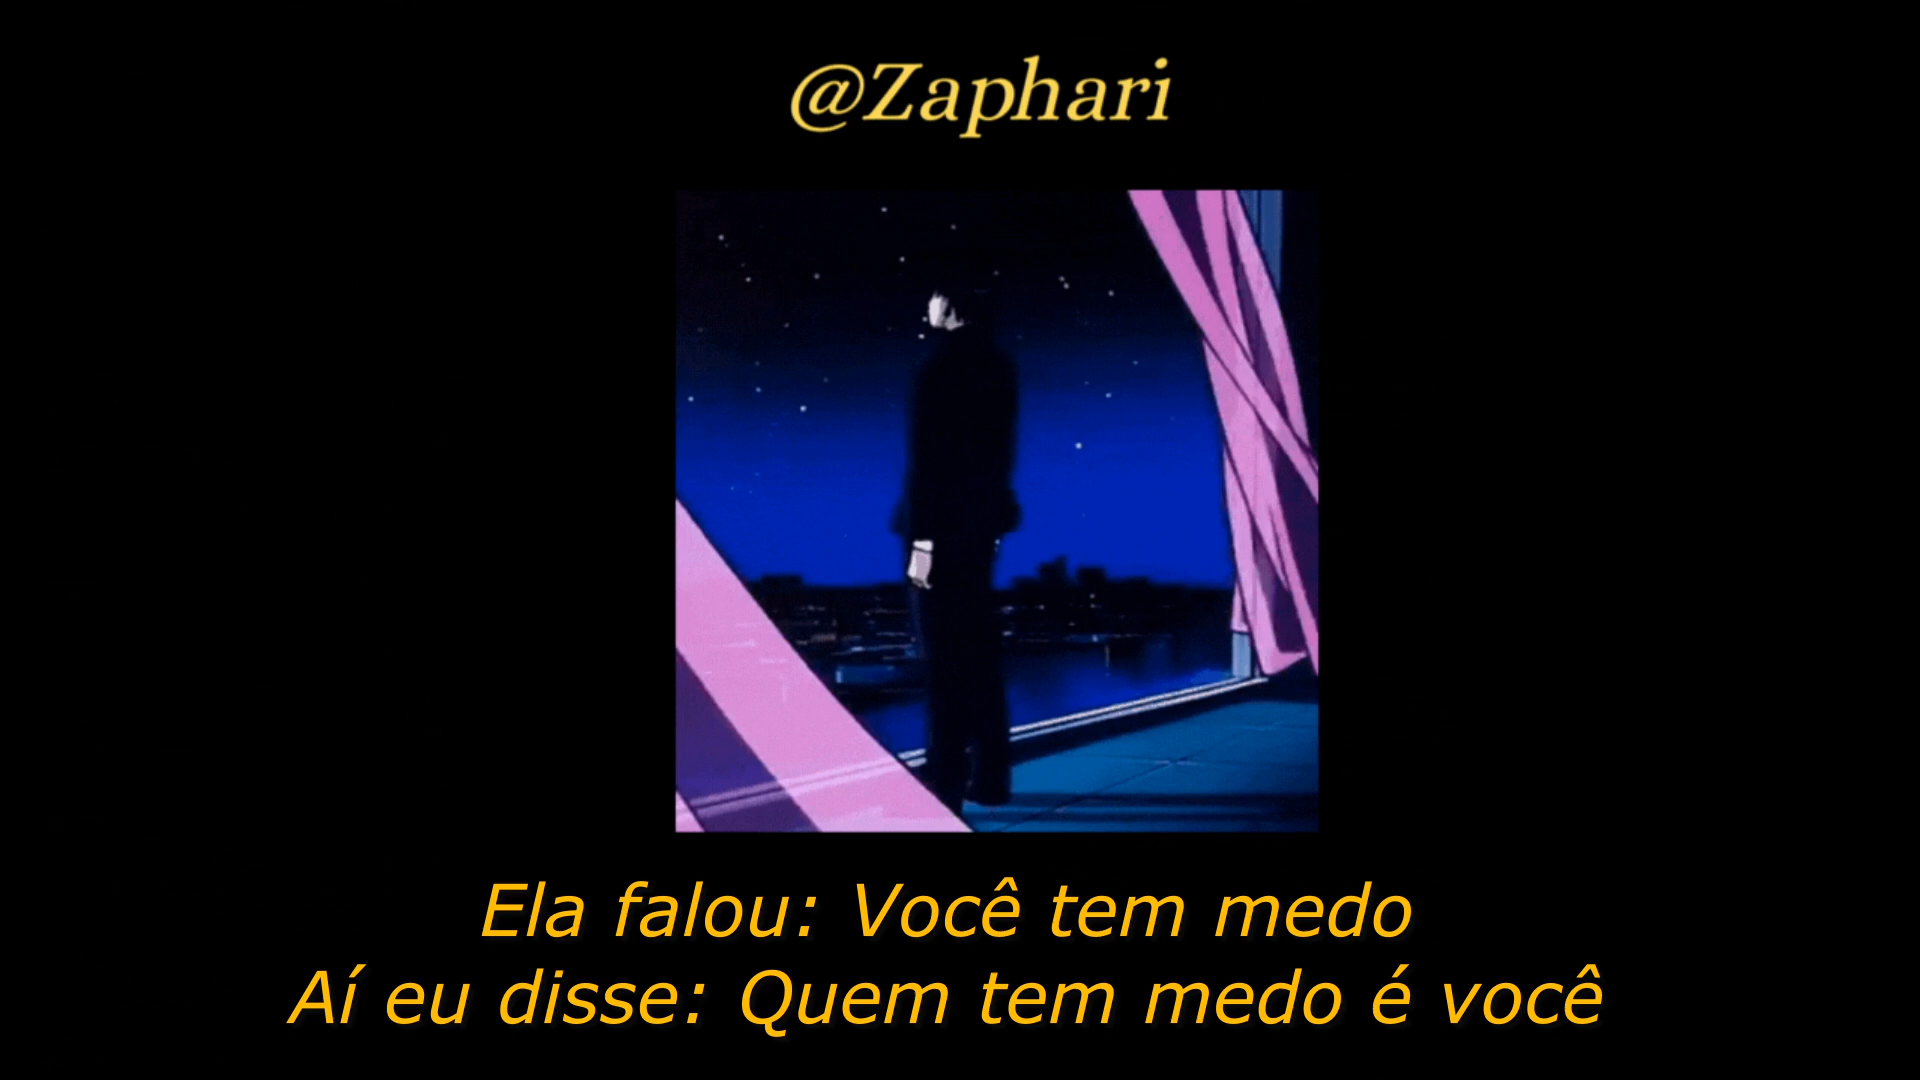 @Zaphari
Ela falou: Você tem medo
Aí eu disse: Quem tem medo é você